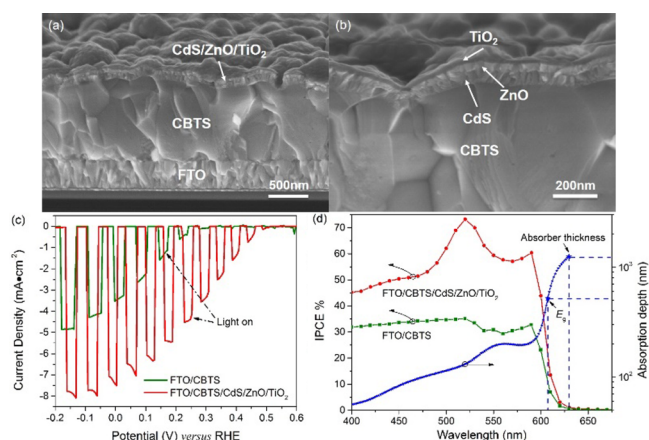 (a)
CdS/ZnO/TiO₂
CBTS
FTO
500nm
(b)
TiO₂
ZnO
CdS
CBTS
200nm
(c)
0
-1
-2
-3
-4
-5
-6
-7
-8
Current Density (mA•cm⁻²)
Light on
FTO/CBTS
FTO/CBTS/CdS/ZnO/TiO₂
-0.2 -0.1 0.0 0.1 0.2 0.3 0.4 0.5 0.6
Potential (V) versus RHE
(d)
70
60
50
40
30
20
10
0
IPCE %
Absorber thickness
FTO/CBTS/CdS/ZnO/TiO₂
E_g
FTO/CBTS
10³
10²
Absorption depth (nm)
400 450 500 550 600 650
Wavelength (nm)